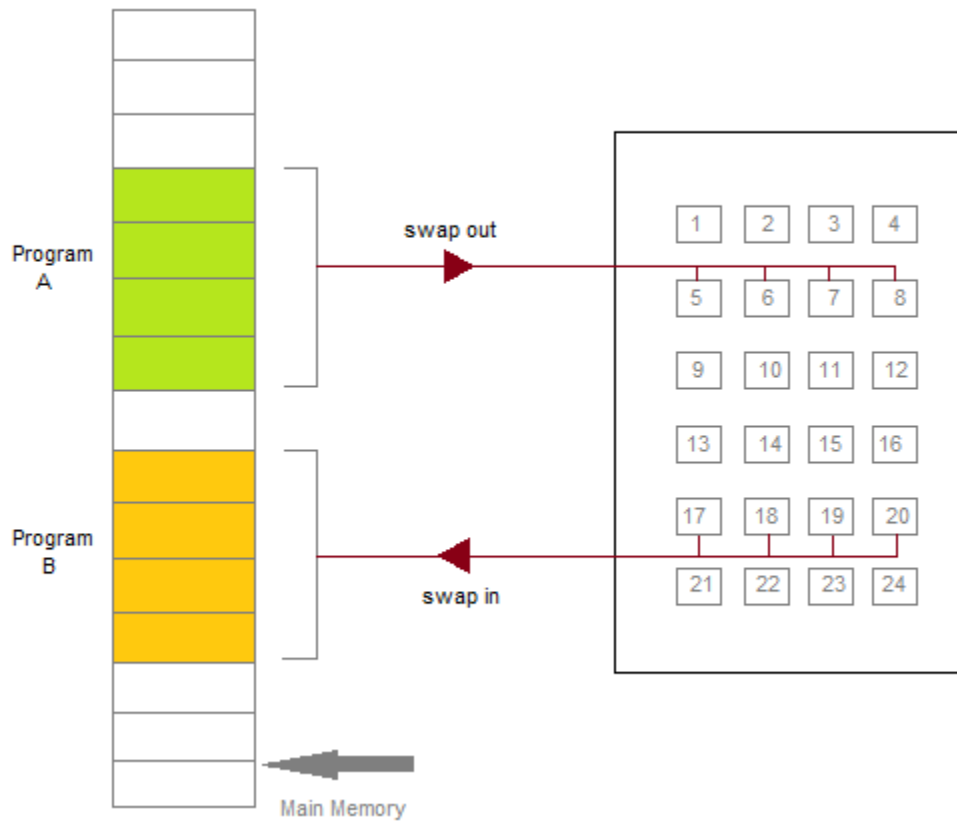 swap out
1 2 3 4
Program
A
5 6 7 8
9 10 11 12
13 14 15 16
17 18 19 20
Program
B
swap in
21 22 23 24
Main Memory